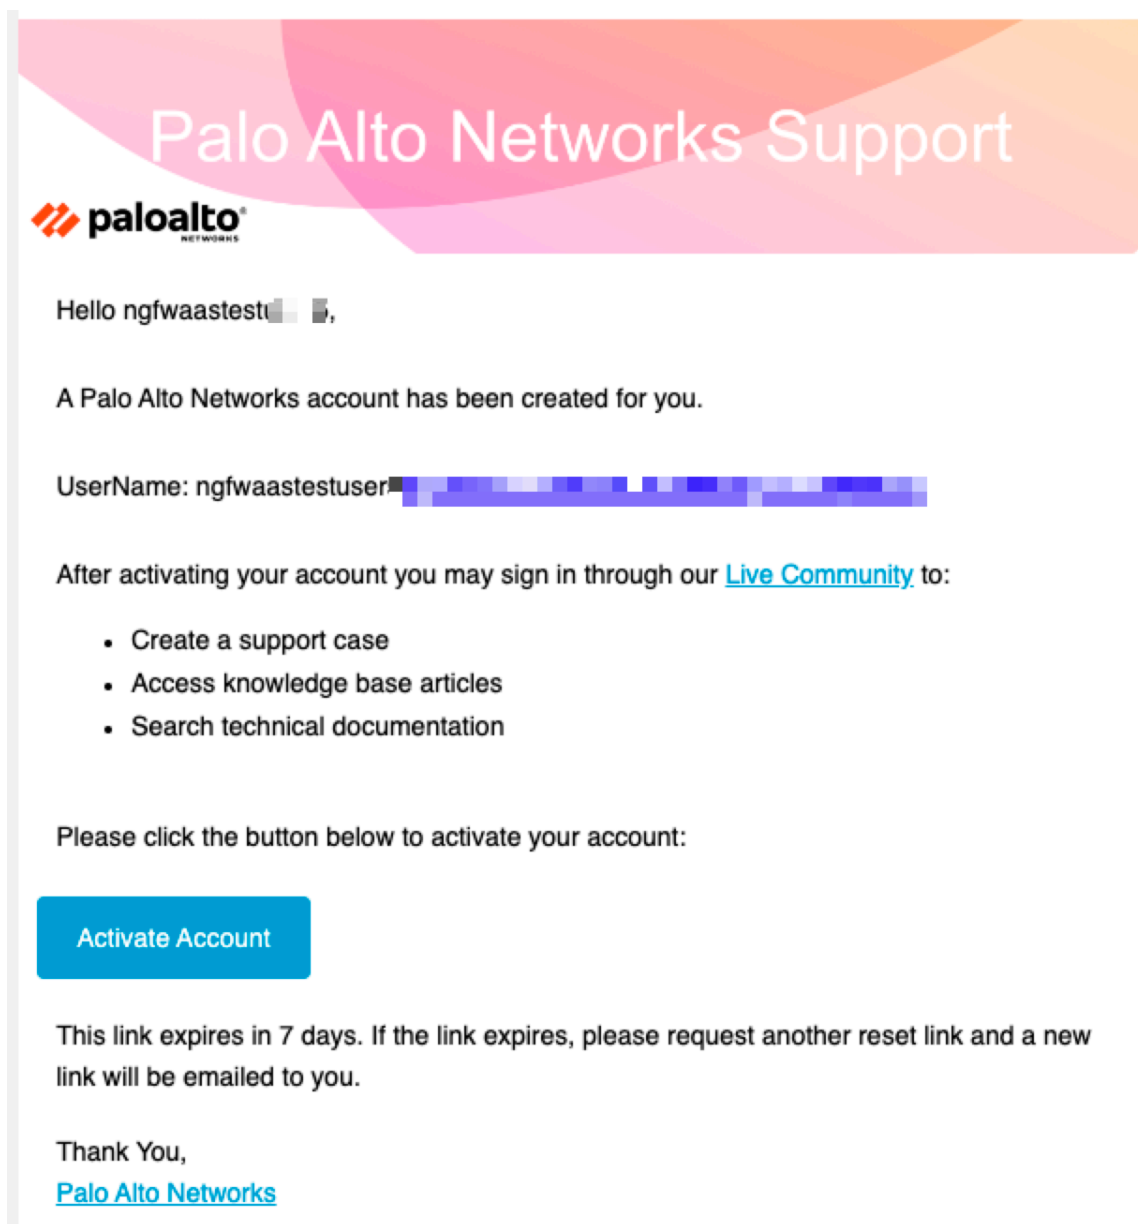 Palo Alto Networks Support
paloalto
NETWORKS
Hello
A Palo Alto Networks account has been created for you.
UserName: ngfwaastestuser
After activating your account you may sign in through our Live Community to:
• Create a support case
• Access knowledge base articles
• Search technical documentation
Please click the button below to activate your account:
Activate Account
This link expires in 7 days. If the link expires, please request another reset link and a new
link will be emailed to you.
Thank You,
Palo Alto Networks